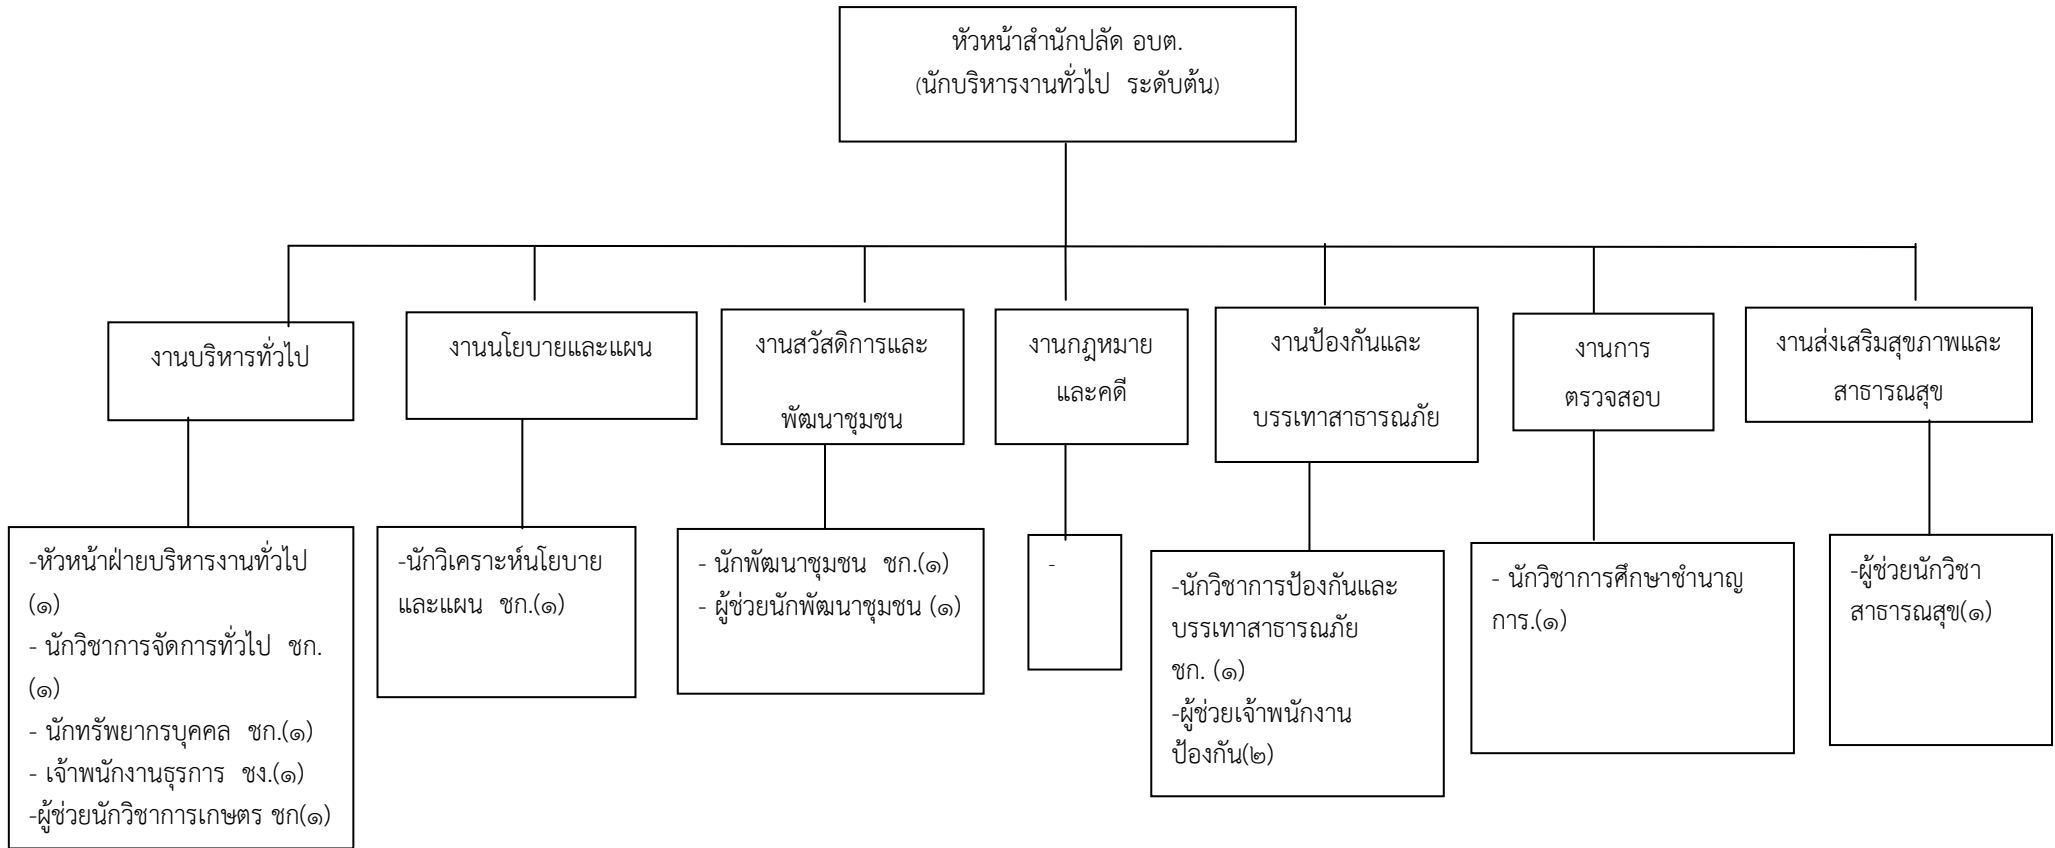 หัวหน้าสำนักปลัด อบต.
(นักบริหารงานทั่วไป ระดับต้น)
งานบริหารทั่วไป
งานนโยบายและแผน
งานสวัสดิการและ
พัฒนาชุมชน
งานกฎหมาย
และคดี
งานป้องกันและ
บรรเทาสาธารณภัย
งานการ
ตรวจสอบ
งานส่งเสริมสุขภาพและ
สาธารณสุข
-หัวหน้าฝ่ายบริหารงานทั่วไป
(๑)
- นักวิชาการจัดการทั่วไป ชก.
(๑)
- นักทรัพยากรบุคคล ชก.(๑)
- เจ้าพนักงานธุรการ ชง.(๑)
-ผู้ช่วยนักวิชาการเกษตร ชก(๑)
-นักวิเคราะห์นโยบาย
และแผน ชก.(๑)
- นักพัฒนาชุมชน ชก.(๑)
- ผู้ช่วยนักพัฒนาชุมชน (๑)
-
-นักวิชาการป้องกันและ
บรรเทาสาธารณภัย
ชก. (๑)
-ผู้ช่วยเจ้าพนักงาน
ป้องกัน(๒)
- นักวิชาการศึกษาชำนาญ
การ.(๑)
-ผู้ช่วยนักวิชา
สาธารณสุข(๑)